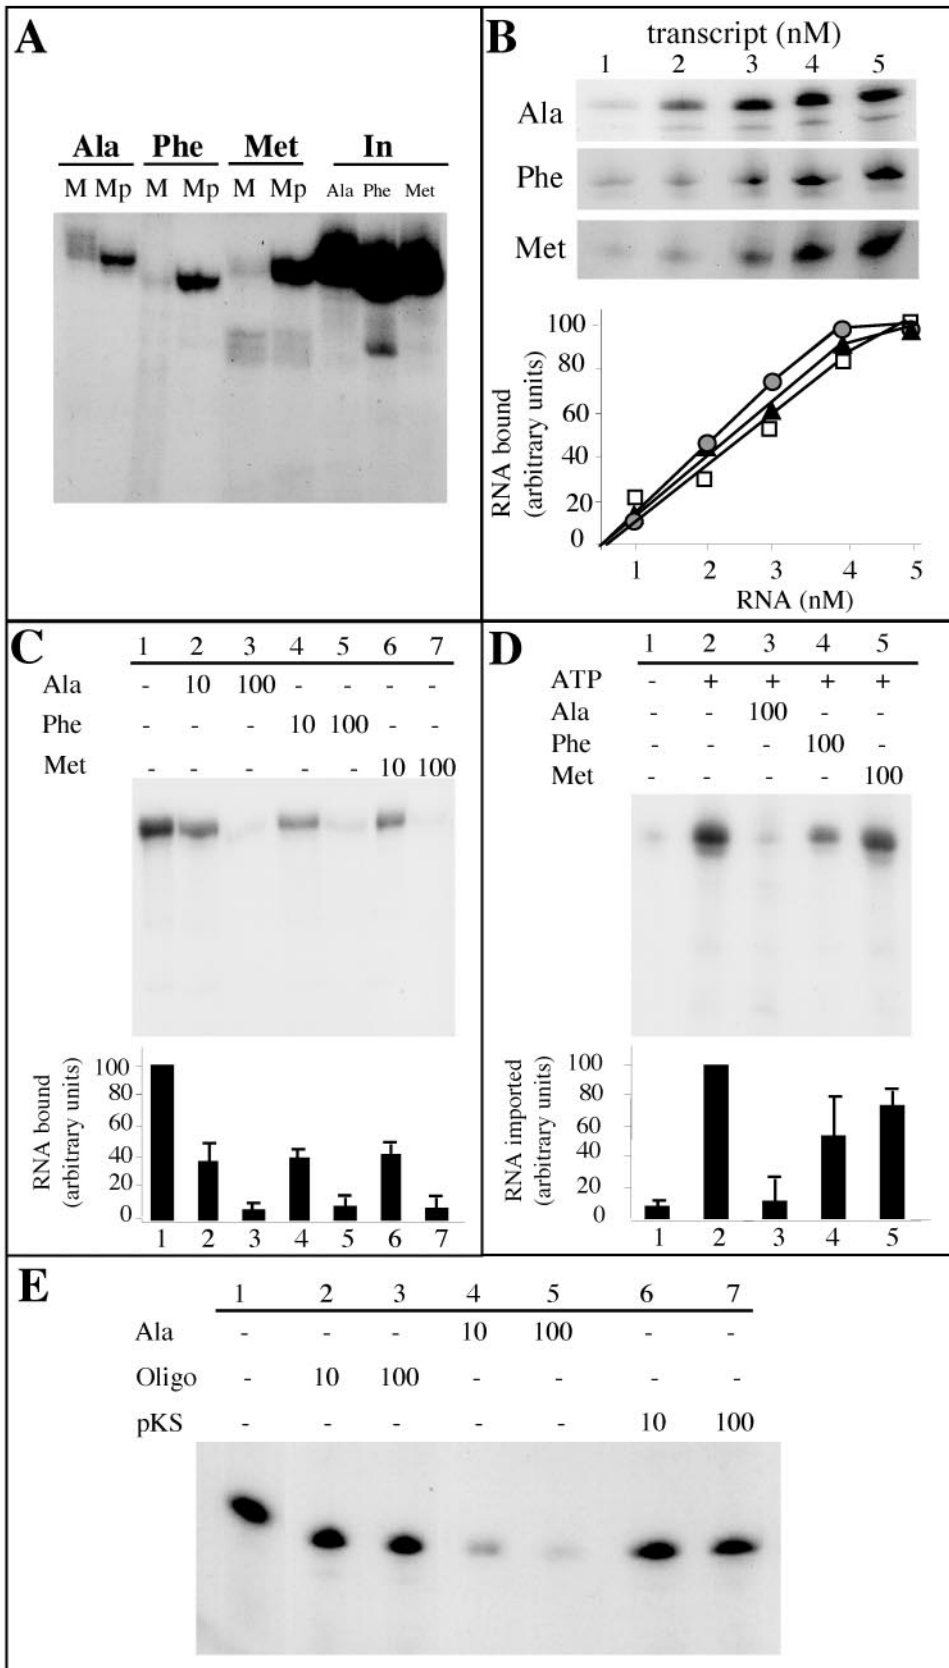 A
Ala Phe Met In
M Mp M Mp M Mp Ala Phe Met
B
transcript (nM)
1 2 3 4 5
Ala
Phe
Met
100
80
60
40
20
0
RNA bound
(arbitrary units)
1 2 3 4 5
RNA (nM)
C
1 2 3 4 5 6 7
Ala - 10 100 - - - -
Phe - - - 10 100 - -
Met - - - - - 10 100
RNA bound
(arbitrary units)
100
80
60
40
20
0
1 2 3 4 5 6 7
D
1 2 3 4 5
ATP - + + + +
Ala - - 100 - -
Phe - - - 100 -
Met - - - - 100
RNA imported
(arbitrary units)
100
80
60
40
20
0
1 2 3 4 5
E
1 2 3 4 5 6 7
Ala - - - 10 100 - -
Oligo - 10 100 - - - -
pKS - - - - - 10 100